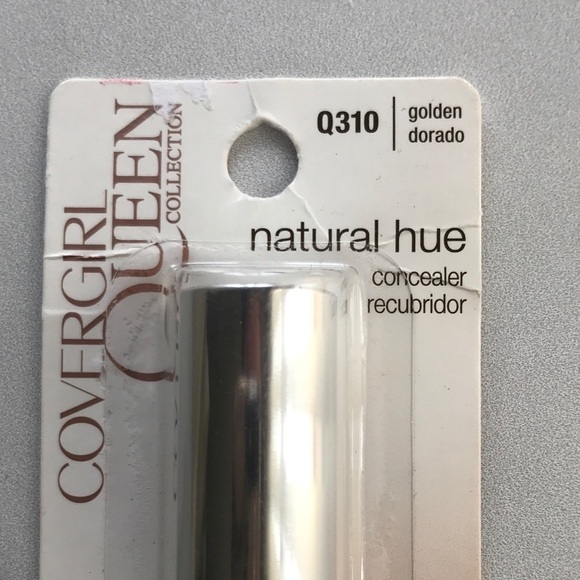 COVERGIRL
QUEEN
COLLECTION
Q310
golden
dorado
natural hue
concealer
recubridor